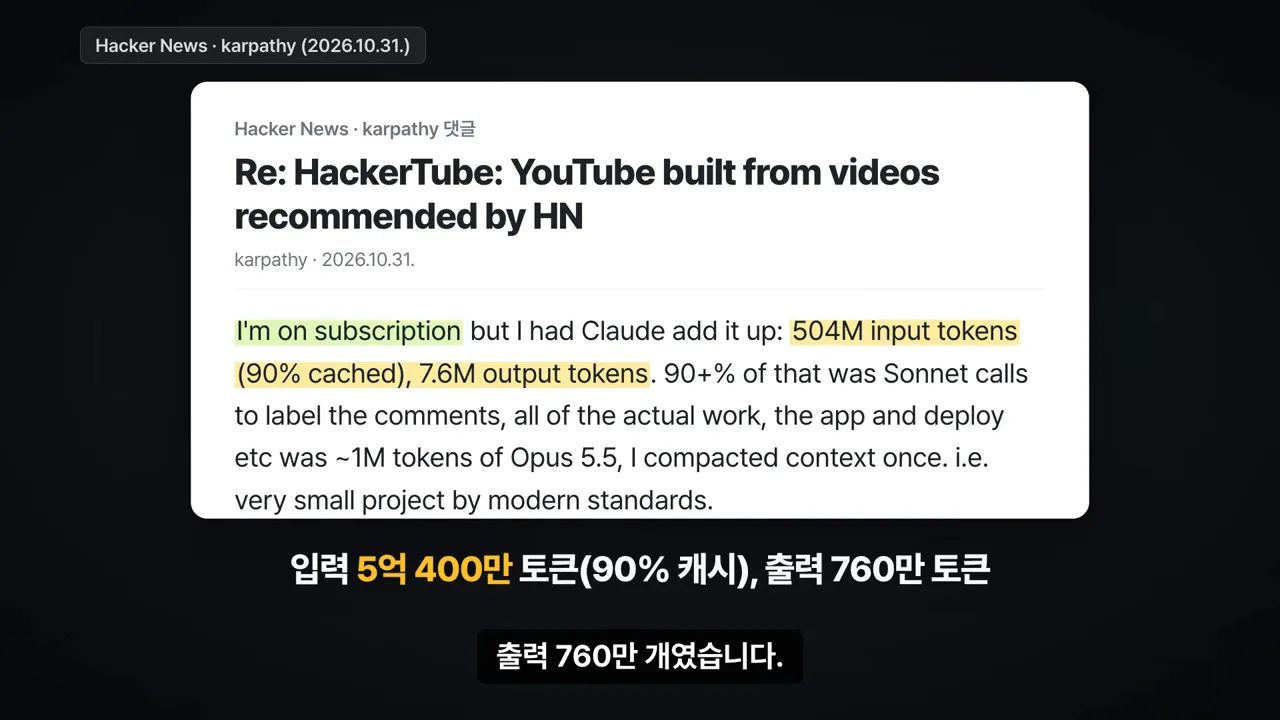 Hacker News · karpathy (2026.10.31.)
Hacker News · karpathy 댓글
Re: HackerTube: YouTube built from videos
recommended by HN
karpathy · 2026.10.31.
I'm on subscription but I had Claude add it up: 504M input tokens
(90% cached), 7.6M output tokens. 90+% of that was Sonnet calls
to label the comments, all of the actual work, the app and deploy
etc was ~1M tokens of Opus 5.5, I compacted context once. i.e.
very small project by modern standards.
입력 5억 400만 토큰(90% 캐시), 출력 760만 토큰
출력 760만 개였습니다.